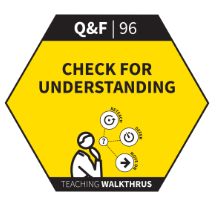 Q&F | 96
CHECK FOR
UNDERSTANDING
TEACHING WALKTHRUS